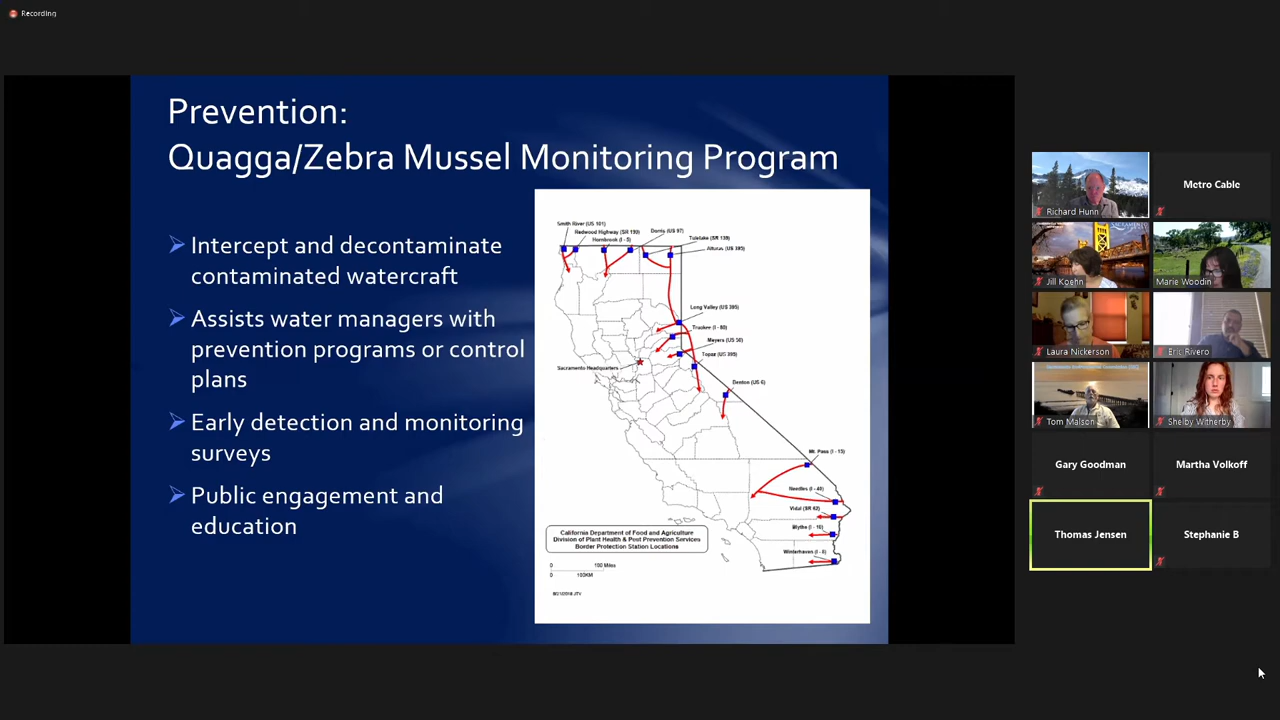 Recording
Prevention:
Quagga/Zebra Mussel Monitoring Program
Intercept and decontaminate
contaminated watercraft
Assists water managers with
prevention programs or control
plans
Early detection and monitoring
surveys
Public engagement and
education
Smith River (US 101)
Redwood Highway (SR 199)
Hornbrook (I - 5)
Dorris (US 97)
Tulelake (SR 139)
Alturas (US 395)
Long Valley (US 395)
Truckee (I - 80)
Meyers (US 50)
Topaz (US 395)
Sacramento Headquarters
Benton (US 6)
Mt. Pass (I - 15)
Needles (I - 40)
Vidal (SR 62)
Blythe (I - 10)
Winterhaven (I - 8)
California Department of Food and Agriculture
Division of Plant Health & Pest Prevention Services
Border Protection Station Locations
0 100 Miles
0 100KM
Richard Hunn
Metro Cable
Jill Koehn
Marie Woodin
Laura Nickerson
Eric Rivero
Tom Malson
Shelby Witherby
Gary Goodman
Martha Volkoff
Thomas Jensen
Stephanie B